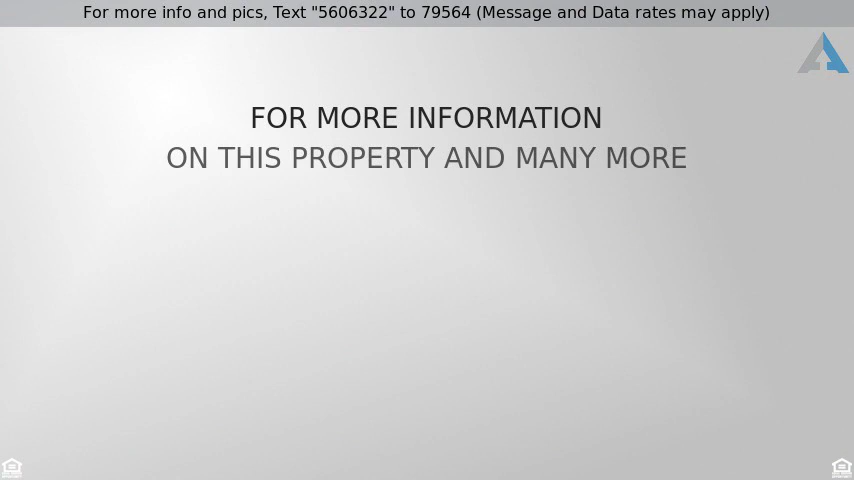 For more info and pics, Text "5606322" to 79564 (Message and Data rates may apply)
FOR MORE INFORMATION
ON THIS PROPERTY AND MANY MORE